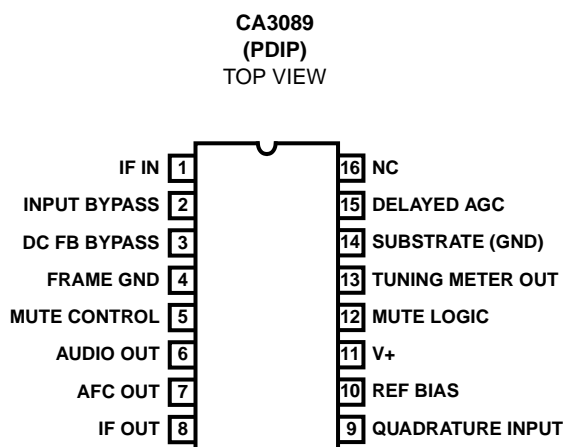 CA3089
(PDIP)
TOP VIEW
IF IN 1
16 NC
INPUT BYPASS 2
15 DELAYED AGC
DC FB BYPASS 3
14 SUBSTRATE (GND)
FRAME GND 4
13 TUNING METER OUT
MUTE CONTROL 5
12 MUTE LOGIC
AUDIO OUT 6
11 V+
AFC OUT 7
10 REF BIAS
IF OUT 8
9 QUADRATURE INPUT